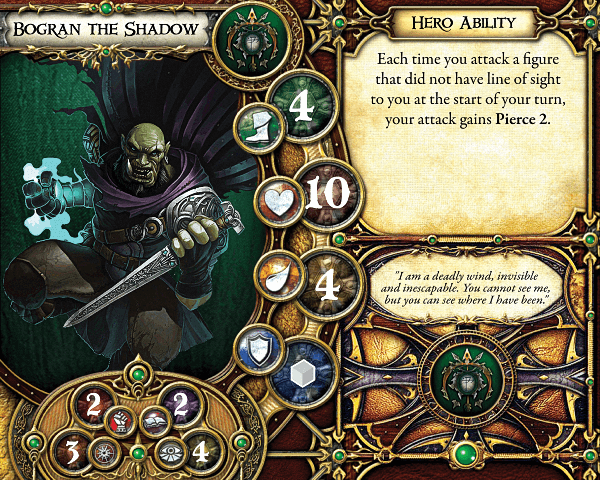 Bogran the Shadow
4
10
4
2
2
3
4
Hero Ability
Each time you attack a figure
that did not have line of sight
to you at the start of your turn,
your attack gains Pierce 2.
"I am a deadly wind, invisible
and inescapable. You cannot see me,
but you can see where I have been."